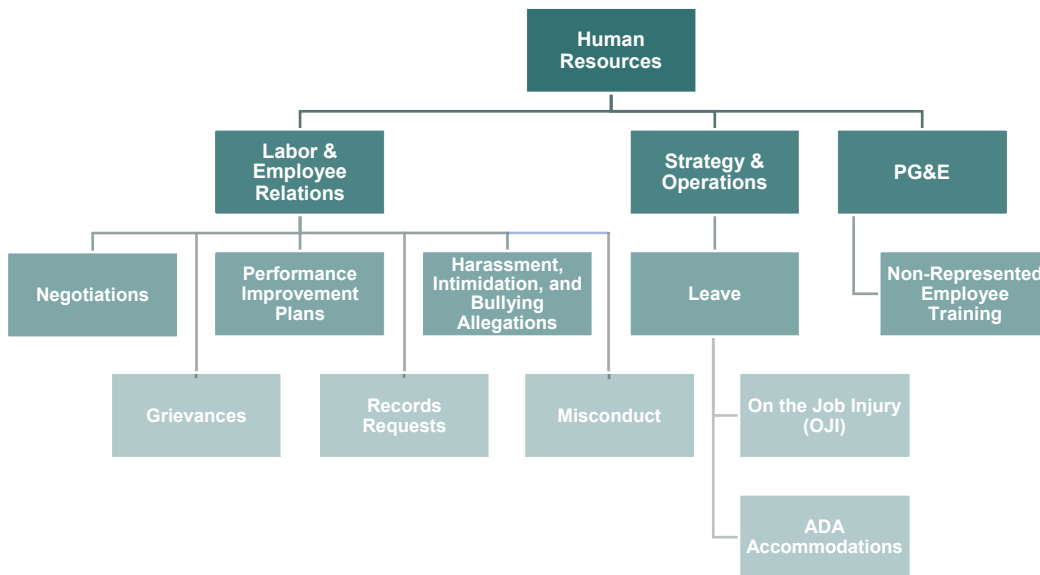 Human
Resources
Labor &
Employee
Relations
Strategy &
Operations
PG&E
Negotiations
Performance
Improvement
Plans
Harassment,
Intimidation, and
Bullying
Allegations
Leave
Non-Represented
Employee
Training
Grievances
Records
Requests
Misconduct
On the Job Injury
(OJI)
ADA
Accommodations